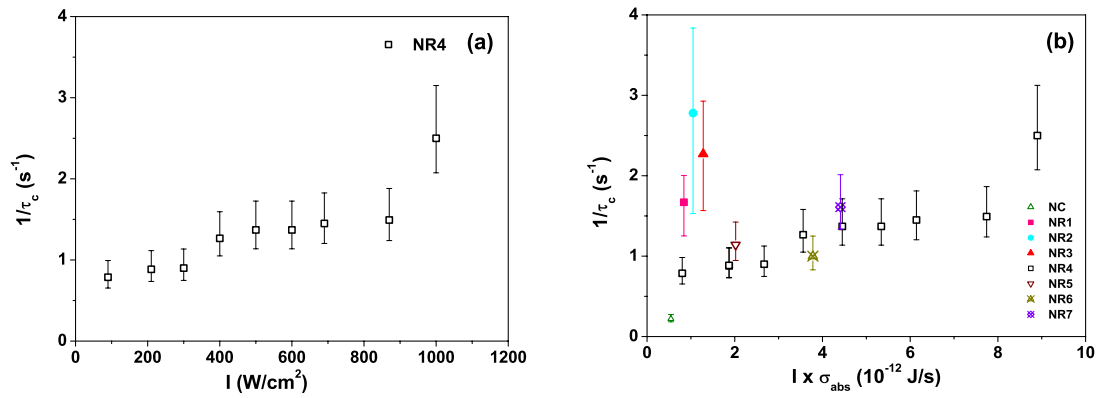 4
3
2
1
0
0
200
400
600
800
1000
1200
1/τc (s-1)
I (W/cm2)
NR4
(a)
4
3
2
1
0
0
2
4
6
8
10
1/τc (s-1)
I x σabs (10-12 J/s)
(b)
NC
NR1
NR2
NR3
NR4
NR5
NR6
NR7